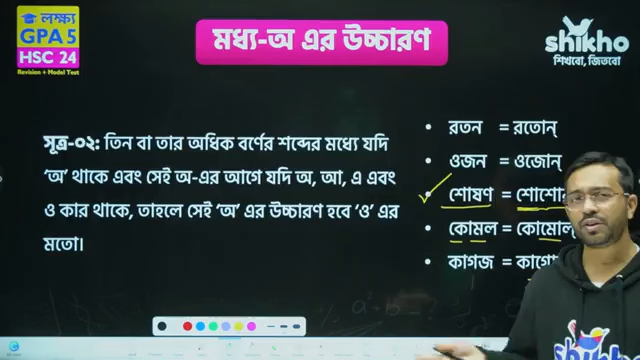 লক্ষ্য
GPA 5
HSC 24
Revision + Model Test
মধ্য-অ এর উচ্চারণ
shikho
শিখবো, জিতবো
সূত্র-০২: তিন বা তার অধিক বর্ণের শব্দের মধ্যে যদি
‘অ’ থাকে এবং সেই অ-এর আগে যদি অ, আ, এ এবং
ও কার থাকে, তাহলে সেই ‘অ’ এর উচ্চারণ হবে ‘ও’ এর
মতো।
• রতন = রতোন্
• ওজন = ওজোন্
• শোষণ = শোশো
• কোমল = কোমোল
• কাগজ = কাগো
shikho